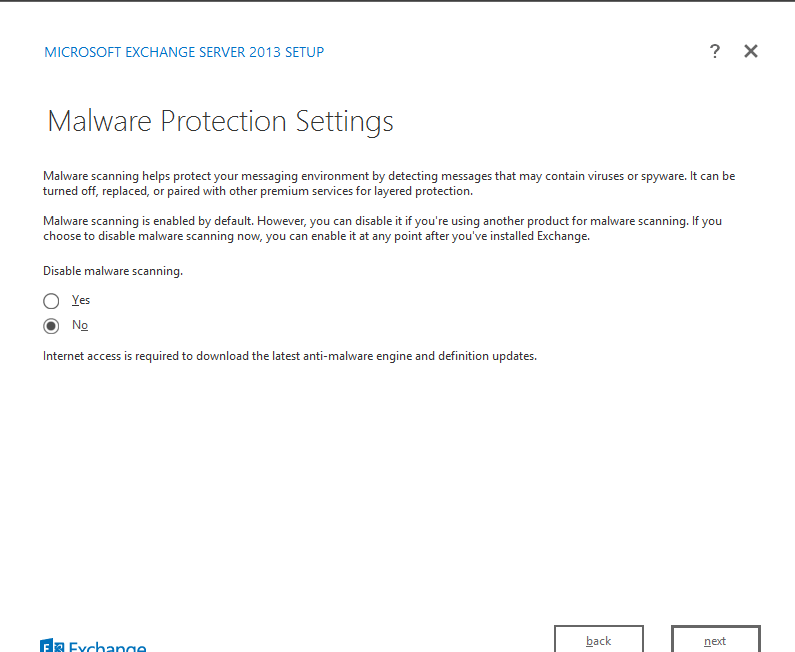 MICROSOFT EXCHANGE SERVER 2013 SETUP
?
Malware Protection Settings
Malware scanning helps protect your messaging environment by detecting messages that may contain viruses or spyware. It can be
turned off, replaced, or paired with other premium services for layered protection.
Malware scanning is enabled by default. However, you can disable it if you're using another product for malware scanning. If you
choose to disable malware scanning now, you can enable it at any point after you've installed Exchange.
Disable malware scanning.
Yes
No
Internet access is required to download the latest anti-malware engine and definition updates.
Exchange
back
next